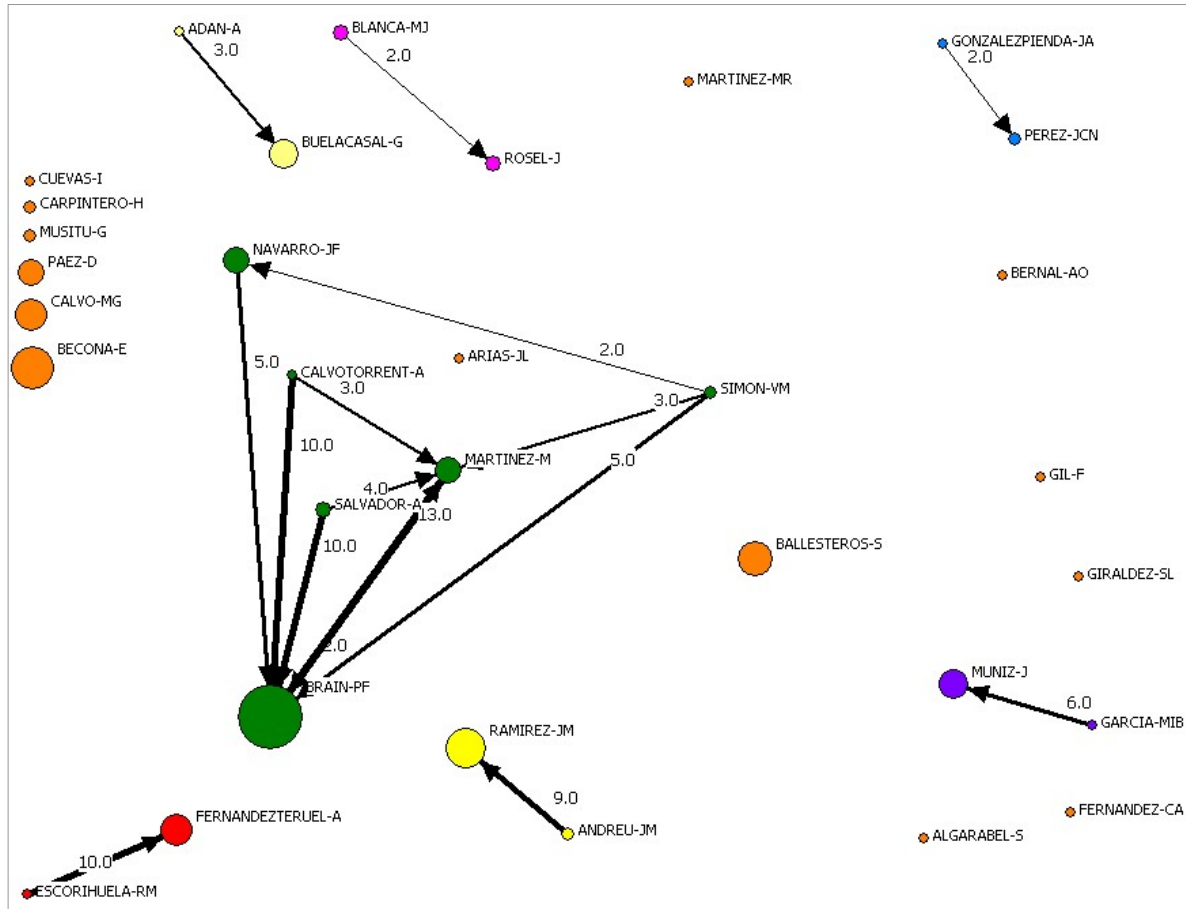 ADAN-A
3.0
BLANCA-MJ
2.0
GONZALEZPIENDA-JA
2.0
MARTINEZ-MR
PEREZ-JCN
BUELACASAL-G
ROSEL-J
CUEVAS-I
CARPINTERO-H
MUSITU-G
NAVARRO-JF
PAEZ-D
BERNAL-AO
CALVO-MG
BECONA-E
2.0
ARIAS-JL
5.0
CALVOTORRENT-A
3.0
SIMON-VM
3.0
10.0
MARTINEZ-M
5.0
GIL-F
4.0
SALVADOR-A
13.0
10.0
BALLESTEROS-S
GIRALDEZ-SL
2.0
BRAIN-PF
MUNIZ-J
6.0
GARCIA-MIB
RAMIREZ-JM
9.0
FERNANDEZTERUEL-A
ANDREU-JM
FERNANDEZ-CA
ALGARABEL-S
10.0
ESCORIHUELA-RM